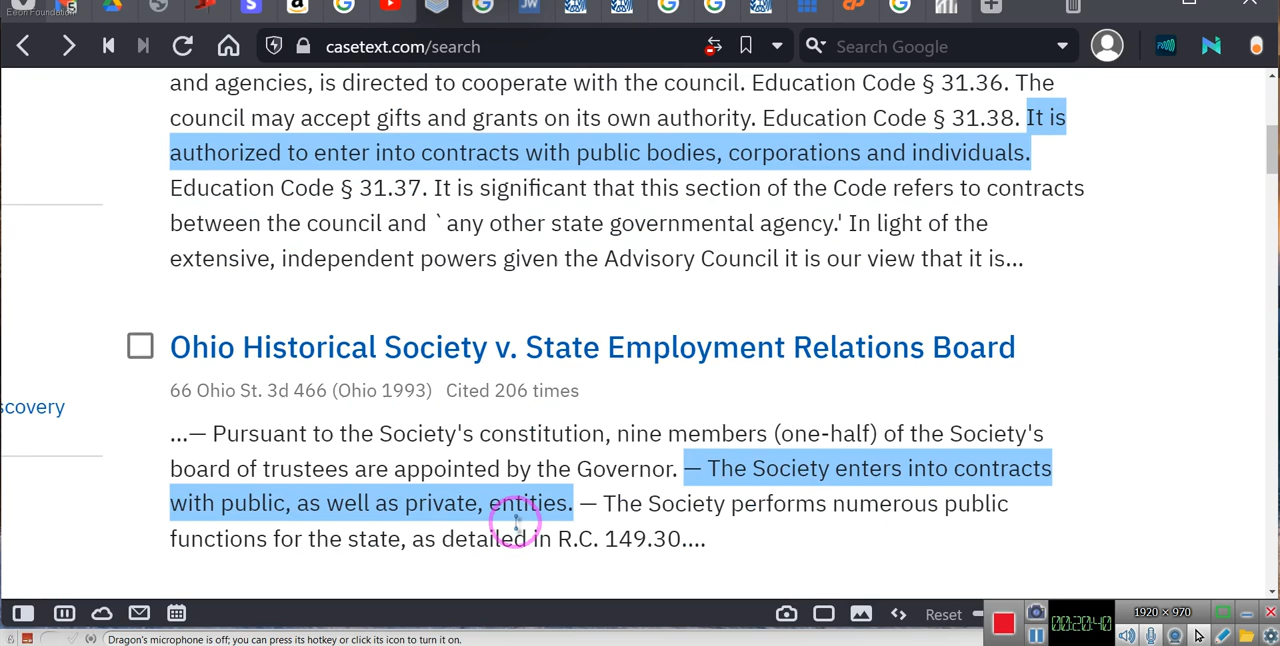 Eeon Foundation
casetext.com/search
Search Google
and agencies, is directed to cooperate with the council. Education Code § 31.36. The
council may accept gifts and grants on its own authority. Education Code § 31.38. It is
authorized to enter into contracts with public bodies, corporations and individuals.
Education Code § 31.37. It is significant that this section of the Code refers to contracts
between the council and `any other state governmental agency.' In light of the
extensive, independent powers given the Advisory Council it is our view that it is...
Ohio Historical Society v. State Employment Relations Board
66 Ohio St. 3d 466 (Ohio 1993) Cited 206 times
scovery
...— Pursuant to the Society's constitution, nine members (one-half) of the Society's
board of trustees are appointed by the Governor. — The Society enters into contracts
with public, as well as private, entities. — The Society performs numerous public
functions for the state, as detailed in R.C. 149.30....
Reset
00:20:40
1920 × 970
Dragon's microphone is off; you can press its hotkey or click its icon to turn it on.